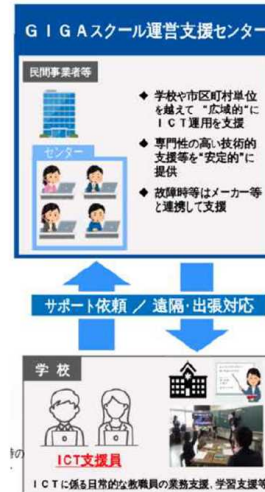 ＧＩＧＡスクール運営支援センター
民間事業者等
センター
◆ 学校や市区町村単位
を越えて “広域的”に
ＩＣＴ運用を支援
◆ 専門性の高い技術的
支援等を“安定的”に
提供
◆ 故障時等はメーカー等
と連携して支援
サポート依頼 ／ 遠隔・出張対応
学 校
ICT支援員
ＩＣＴに係る日常的な教職員の業務支援、学習支援等